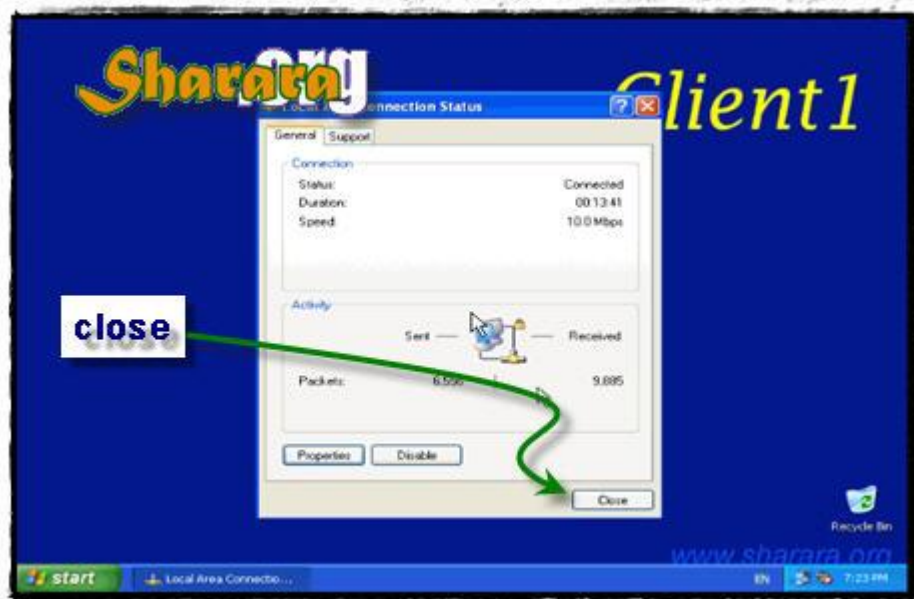 Sharara.org
Client1
Local Area Connection Status
General
Support
Connection
Status:
Connected
Duration:
00:13:41
Speed:
10.0 Mbps
close
Activity
Sent
Received
Packets:
9,885
Properties
Disable
Close
Recycle Bin
www.sharara.org
start
Local Area Connectio...
EN
7:23 PM